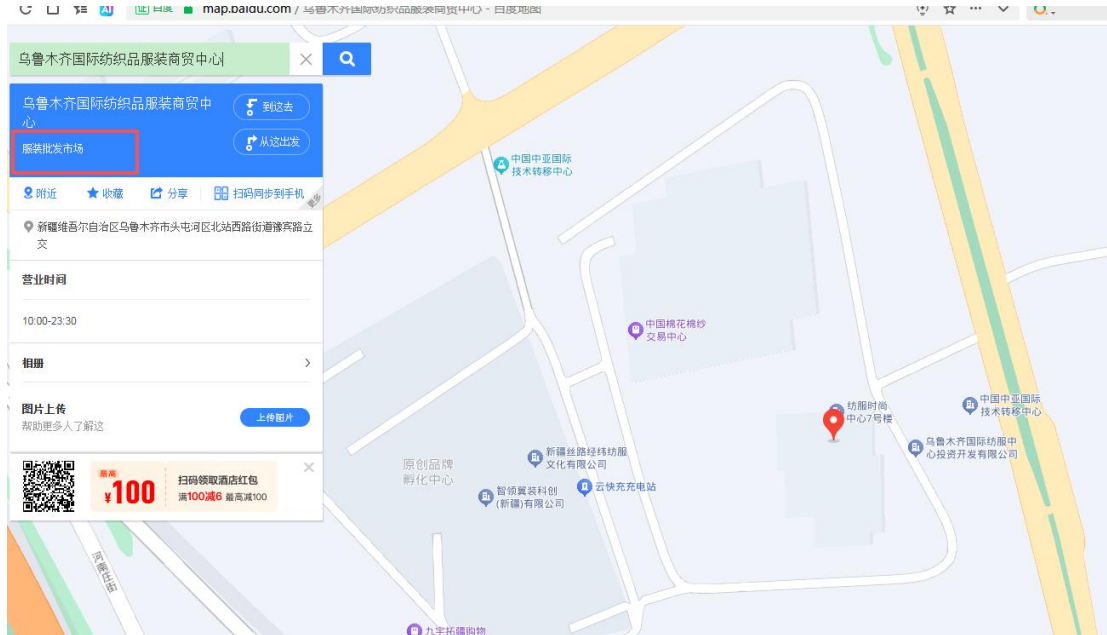 map.baidu.com / 乌鲁木齐国际纺织品服装商贸中心 - 百度地图
乌鲁木齐国际纺织品服装商贸中心
乌鲁木齐国际纺织品服装商贸中
心
到这去
服装批发市场
从这出发
附近
收藏
分享
扫码同步到手机
更多
新疆维吾尔自治区乌鲁木齐市头屯河区北站西路街道豫宾路立
交
营业时间
10:00-23:30
相册
图片上传
帮助更多人了解这
上传图片
最高
¥100
扫码领取酒店红包
满100减6 最高减100
中国中亚国际
技术转移中心
中国棉花棉纱
交易中心
纺服时尚
中心7号楼
中国中亚国际
技术转移中心
乌鲁木齐国际纺服中
心投资开发有限公司
原创品牌
孵化中心
新疆丝路经纬纺服
文化有限公司
智领翼装科创
(新疆)有限公司
云快充充电站
河南庄街
九宇拓疆购物